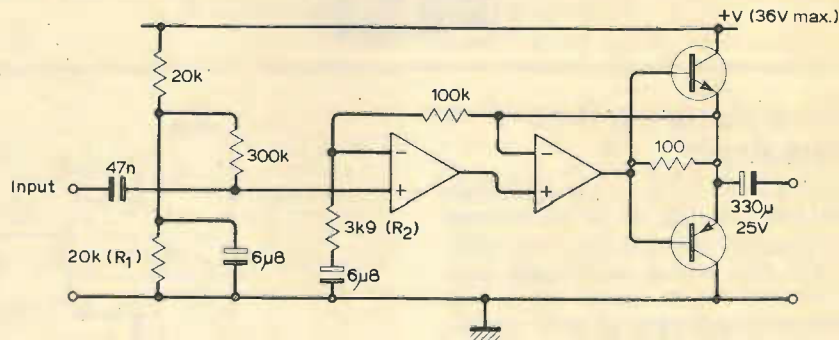 +V (36V max.)
20k
100k
47n
300k
−
−
100
Input
+
+
330µ
25V
20k (R₁)
6µ8
3k9 (R₂)
6µ8